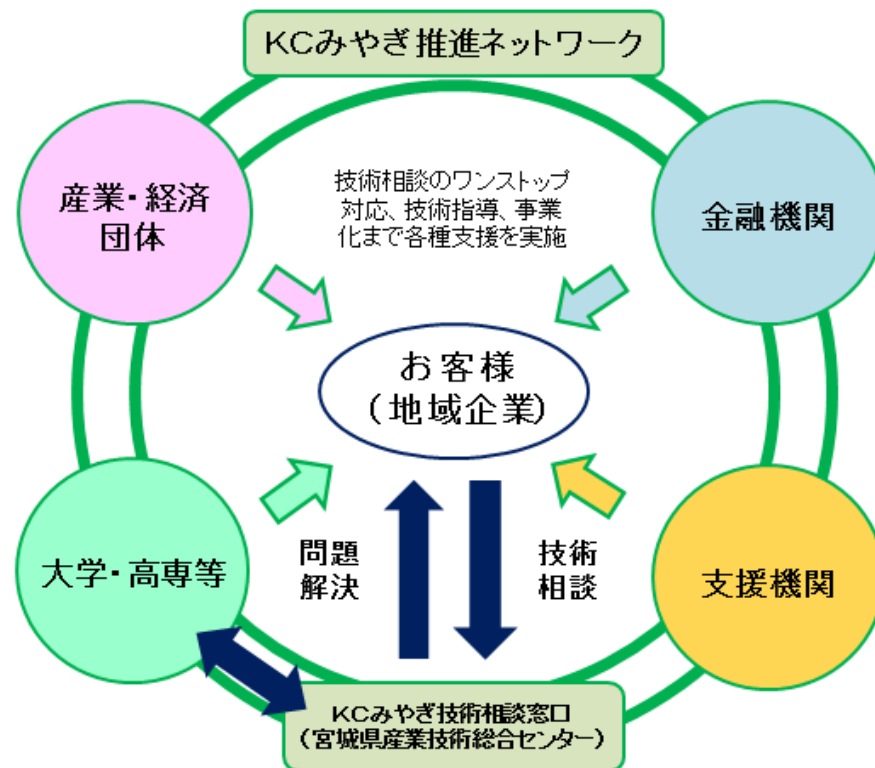 KCみやぎ推進ネットワーク
産業・経済
団体
技術相談のワンストップ
対応、技術指導、事業
化まで各種支援を実施
金融機関
お客様
（地域企業）
大学・高専等
問題
解決
技術
相談
支援機関
KCみやぎ技術相談窓口
（宮城県産業技術総合センター）